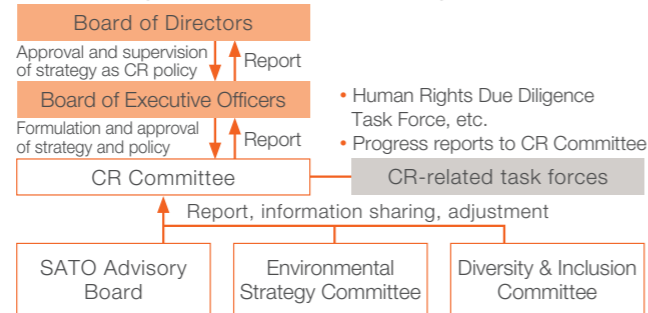 Board of Directors
Approval and supervision
of strategy as CR policy
Report
Board of Executive Officers
Formulation and approval
of strategy and policy
Report
• Human Rights Due Diligence
Task Force, etc.
• Progress reports to CR Committee
CR Committee
CR-related task forces
Report, information sharing, adjustment
SATO Advisory
Board
Environmental
Strategy Committee
Diversity & Inclusion
Committee